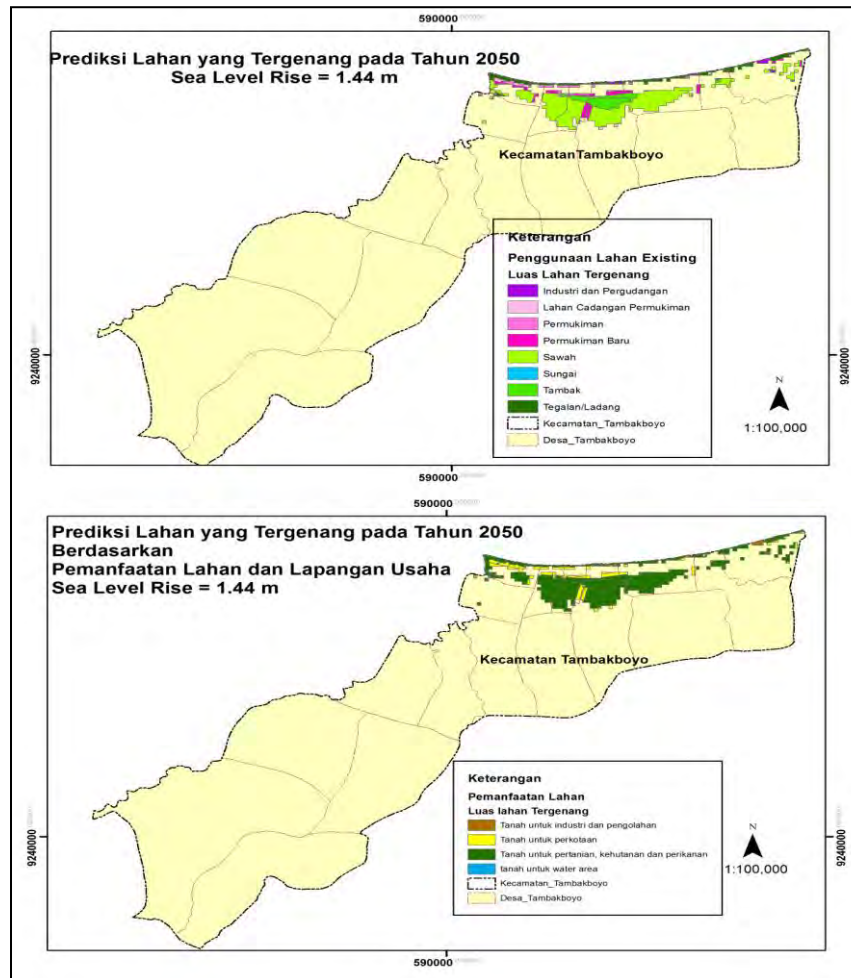 590000
Prediksi Lahan yang Tergenang pada Tahun 2050
Sea Level Rise = 1.44 m
KecamatanTambakboyo
Keterangan
Penggunaan Lahan Existing
Luas Lahan Tergenang
Industri dan Pergudangan
Lahan Cadangan Permukiman
Permukiman
Permukiman Baru
Sawah
Sungai
Tambak
Tegalan/Ladang
Kecamatan_Tambakboyo
Desa_Tambakboyo
N
1:100,000
9240000
9240000
590000
590000
Prediksi Lahan yang Tergenang pada Tahun 2050
Berdasarkan
Pemanfaatan Lahan dan Lapangan Usaha
Sea Level Rise = 1.44 m
Kecamatan Tambakboyo
Keterangan
Pemanfaatan Lahan
Luas lahan Tergenang
Tanah untuk industri dan pengolahan
Tanah untuk perkotaan
Tanah untuk pertanian, kehutanan dan perikanan
tanah untuk water area
Kecamatan_Tambakboyo
Desa_Tambakboyo
N
1:100,000
9240000
9240000
590000